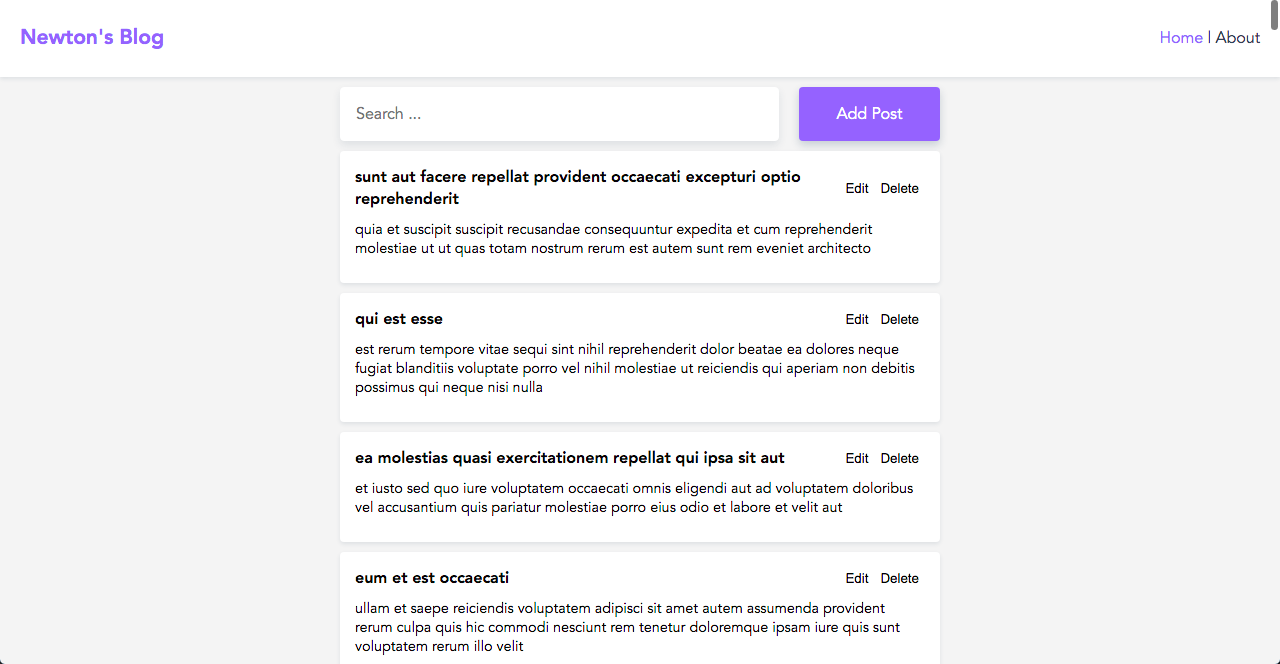 Newton's Blog
Home | About
Search ...
Add Post
sunt aut facere repellat provident occaecati excepturi optio
reprehenderit
Edit Delete
quia et suscipit suscipit recusandae consequuntur expedita et cum reprehenderit
molestiae ut ut quas totam nostrum rerum est autem sunt rem eveniet architecto
qui est esse
Edit Delete
est rerum tempore vitae sequi sint nihil reprehenderit dolor beatae ea dolores neque
fugiat blanditiis voluptate porro vel nihil molestiae ut reiciendis qui aperiam non debitis
possimus qui neque nisi nulla
ea molestias quasi exercitationem repellat qui ipsa sit aut
Edit Delete
et iusto sed quo iure voluptatem occaecati omnis eligendi aut ad voluptatem doloribus
vel accusantium quis pariatur molestiae porro eius odio et labore et velit aut
eum et est occaecati
Edit Delete
ullam et saepe reiciendis voluptatem adipisci sit amet autem assumenda provident
rerum culpa quis hic commodi nesciunt rem tenetur doloremque ipsam iure quis sunt
voluptatem rerum illo velit